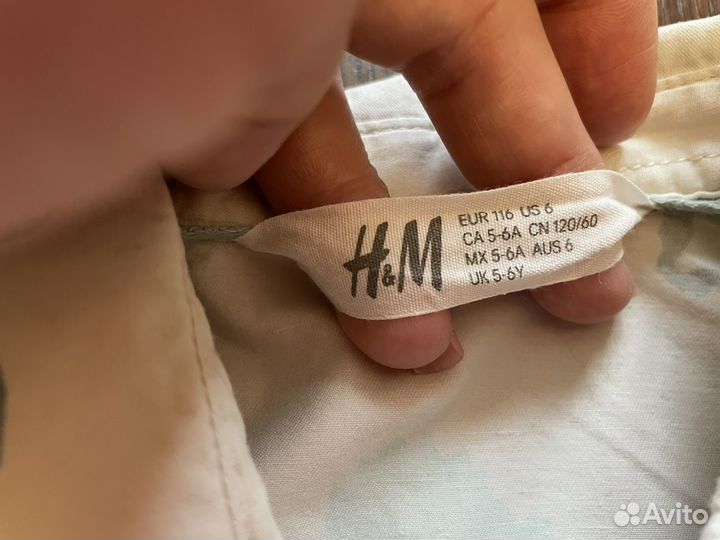 H&M
EUR 116 US 6
CA 5-6A CN 120/60
MX 5-6A AUS 6
UK 5-6Y
Avito